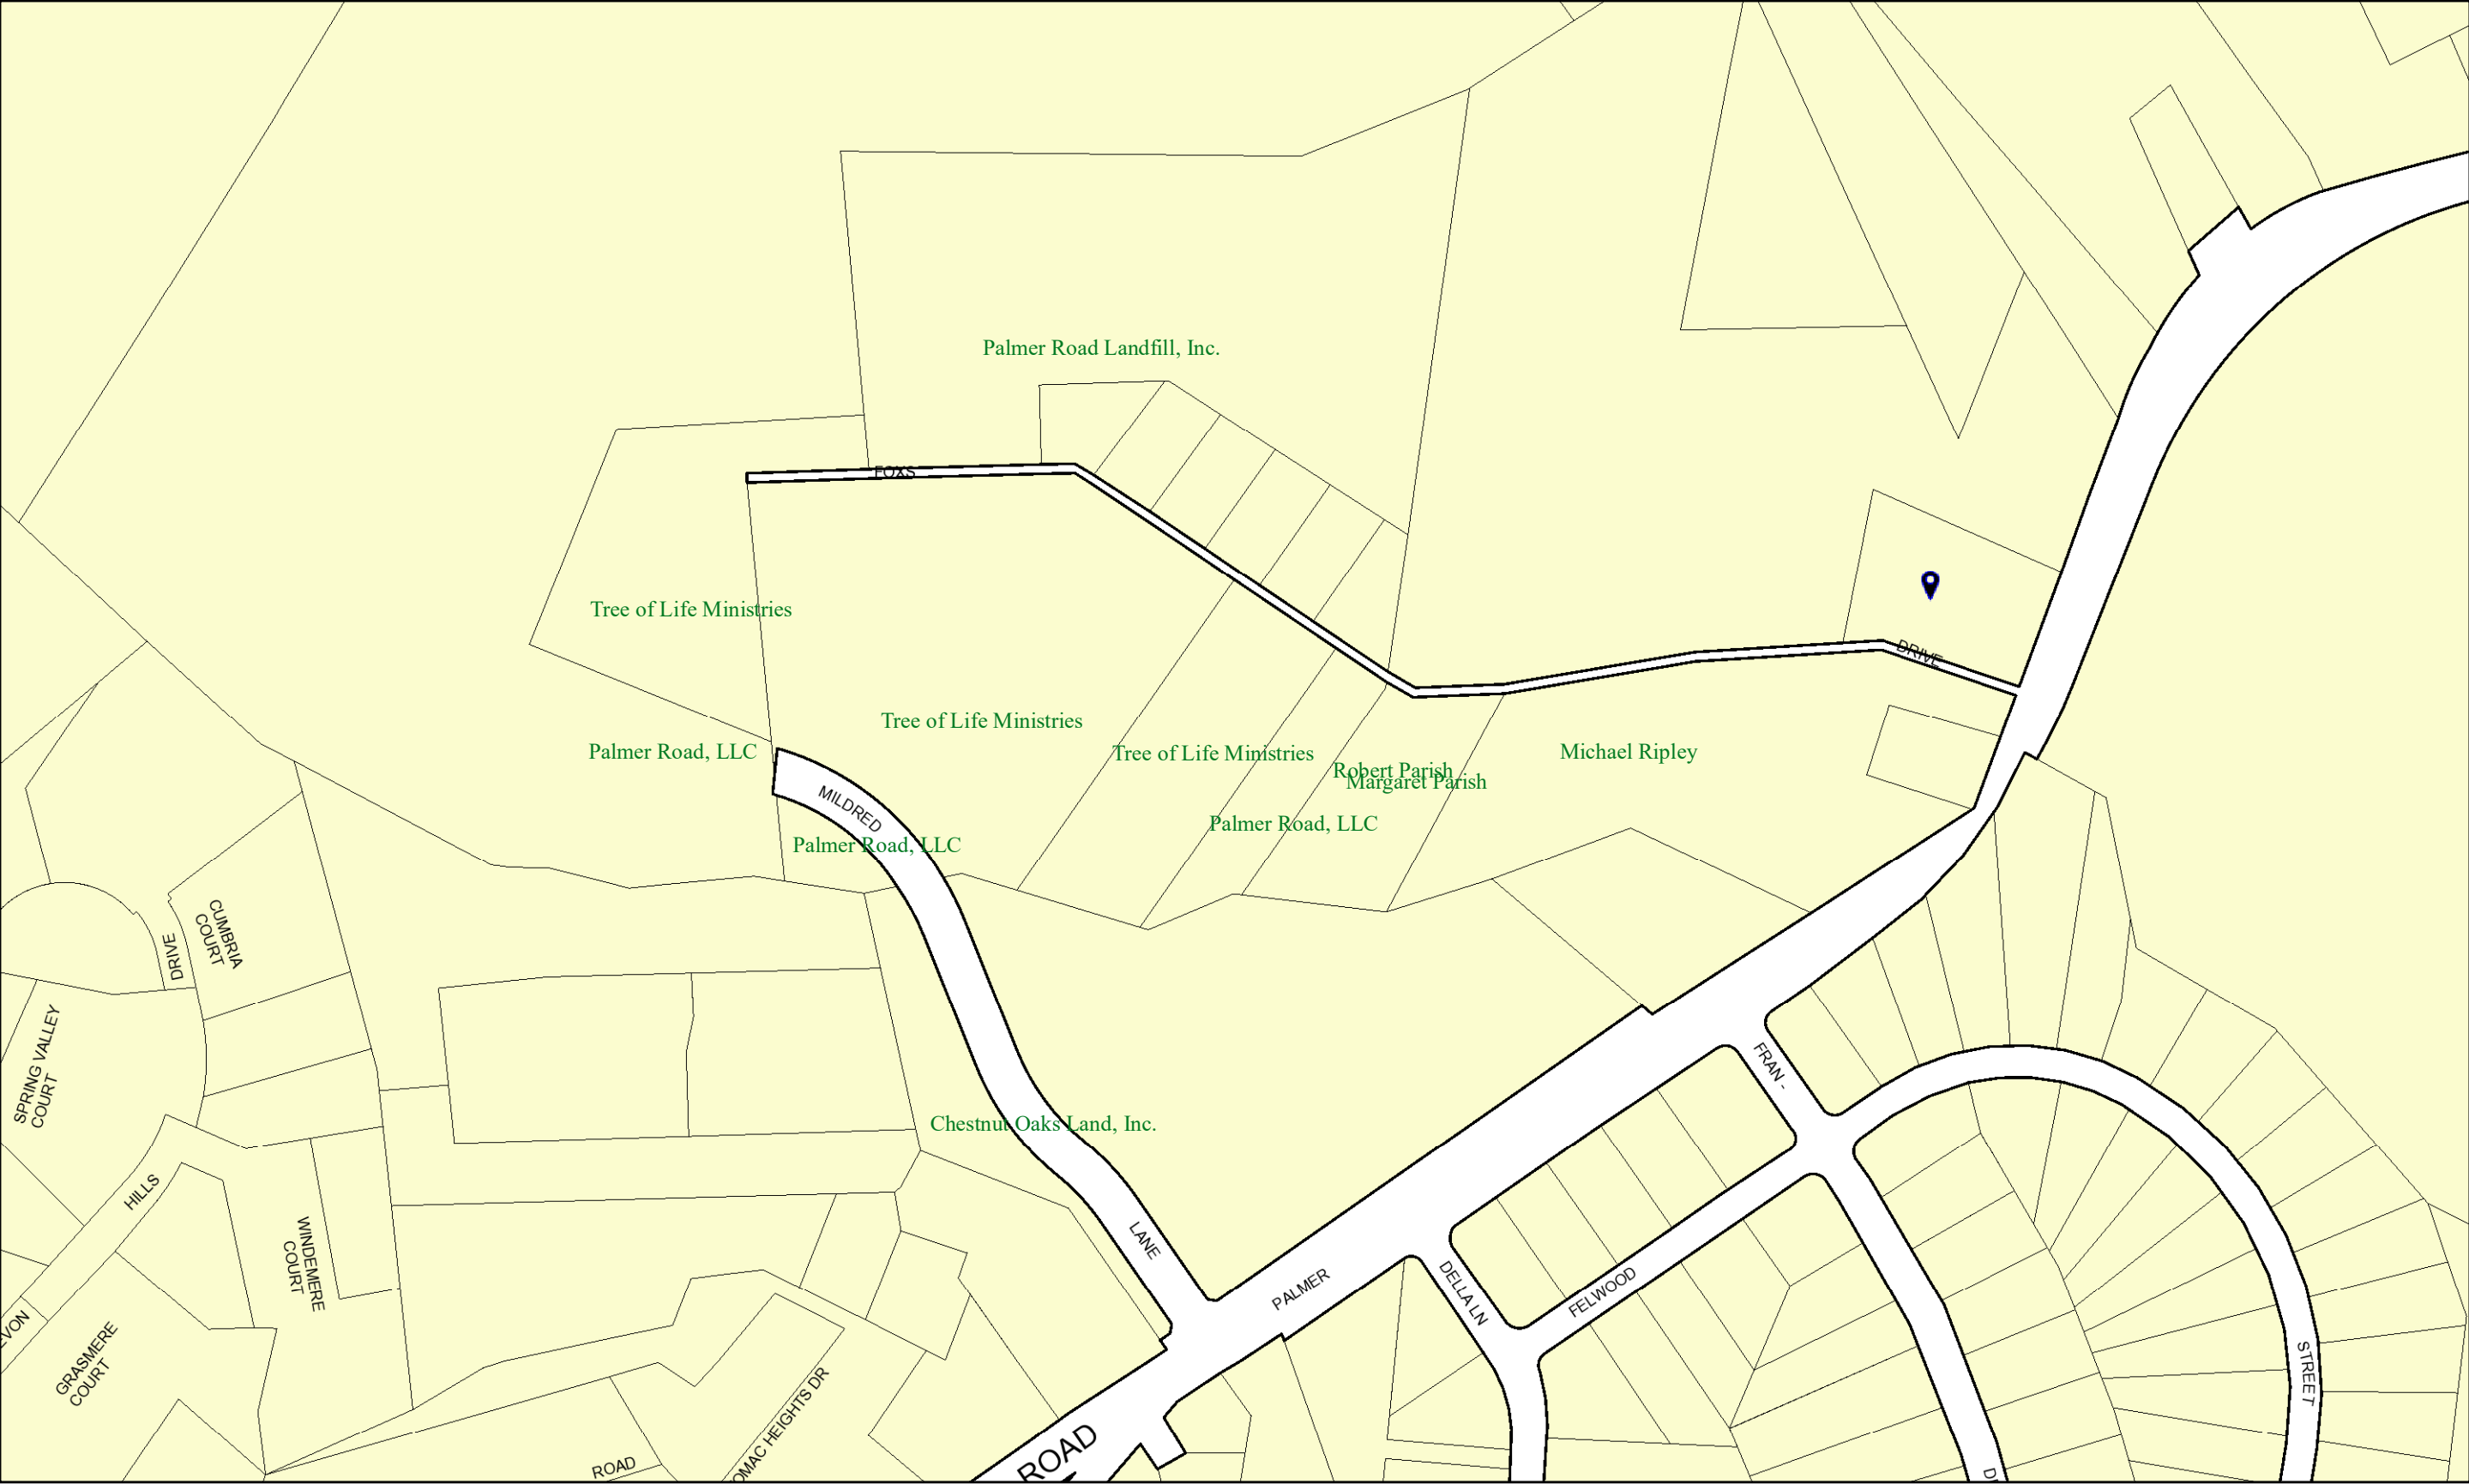 Palmer Road Landfill, Inc.
FOXS
Tree of Life Ministries
DRIVE
Tree of Life Ministries
Palmer Road, LLC
Tree of Life Ministries
Michael Ripley
Robert Parish
Margaret Parish
MILDRED
Palmer Road, LLC
Palmer Road, LLC
CUMBRIA
COURT
DRIVE
SPRING VALLEY
COURT
FRAN -
Chestnut Oaks Land, Inc.
HILLS
LANE
WINDEMERE
COURT
PALMER
DELLA LN
FELWOOD
GRASMERE
COURT
STREET
OMAC HEIGHTS DR
ROAD
ROAD